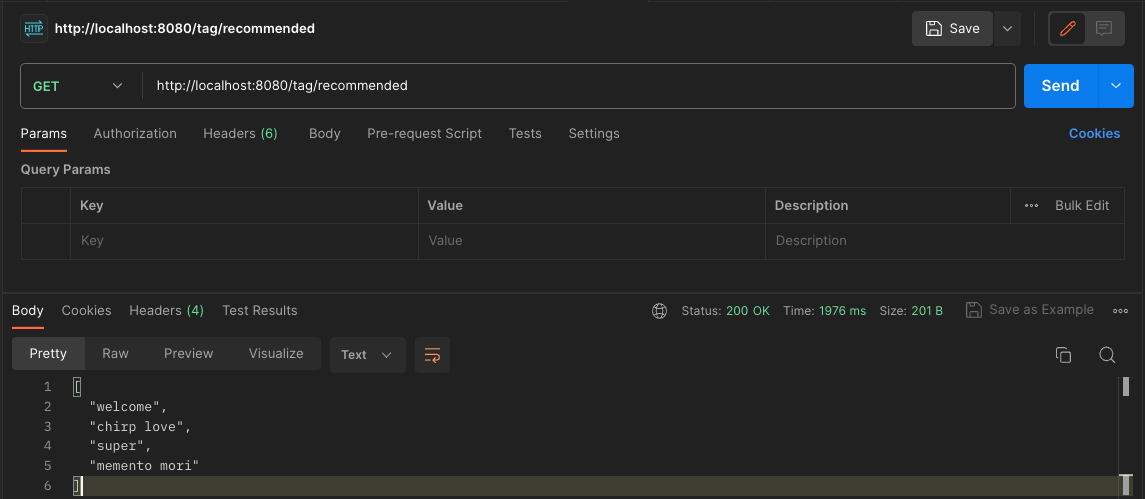 HTTP http://localhost:8080/tag/recommended Save
GET http://localhost:8080/tag/recommended Send
Params Authorization Headers (6) Body Pre-request Script Tests Settings Cookies
Query Params
Key Value Description ••• Bulk Edit
Key Value Description
Body Cookies Headers (4) Test Results Status: 200 OK Time: 1976 ms Size: 201 B Save as Example •••
Pretty Raw Preview Visualize Text
1 [
2 "welcome",
3 "chirp love",
4 "super",
5 "memento mori"
6 ]